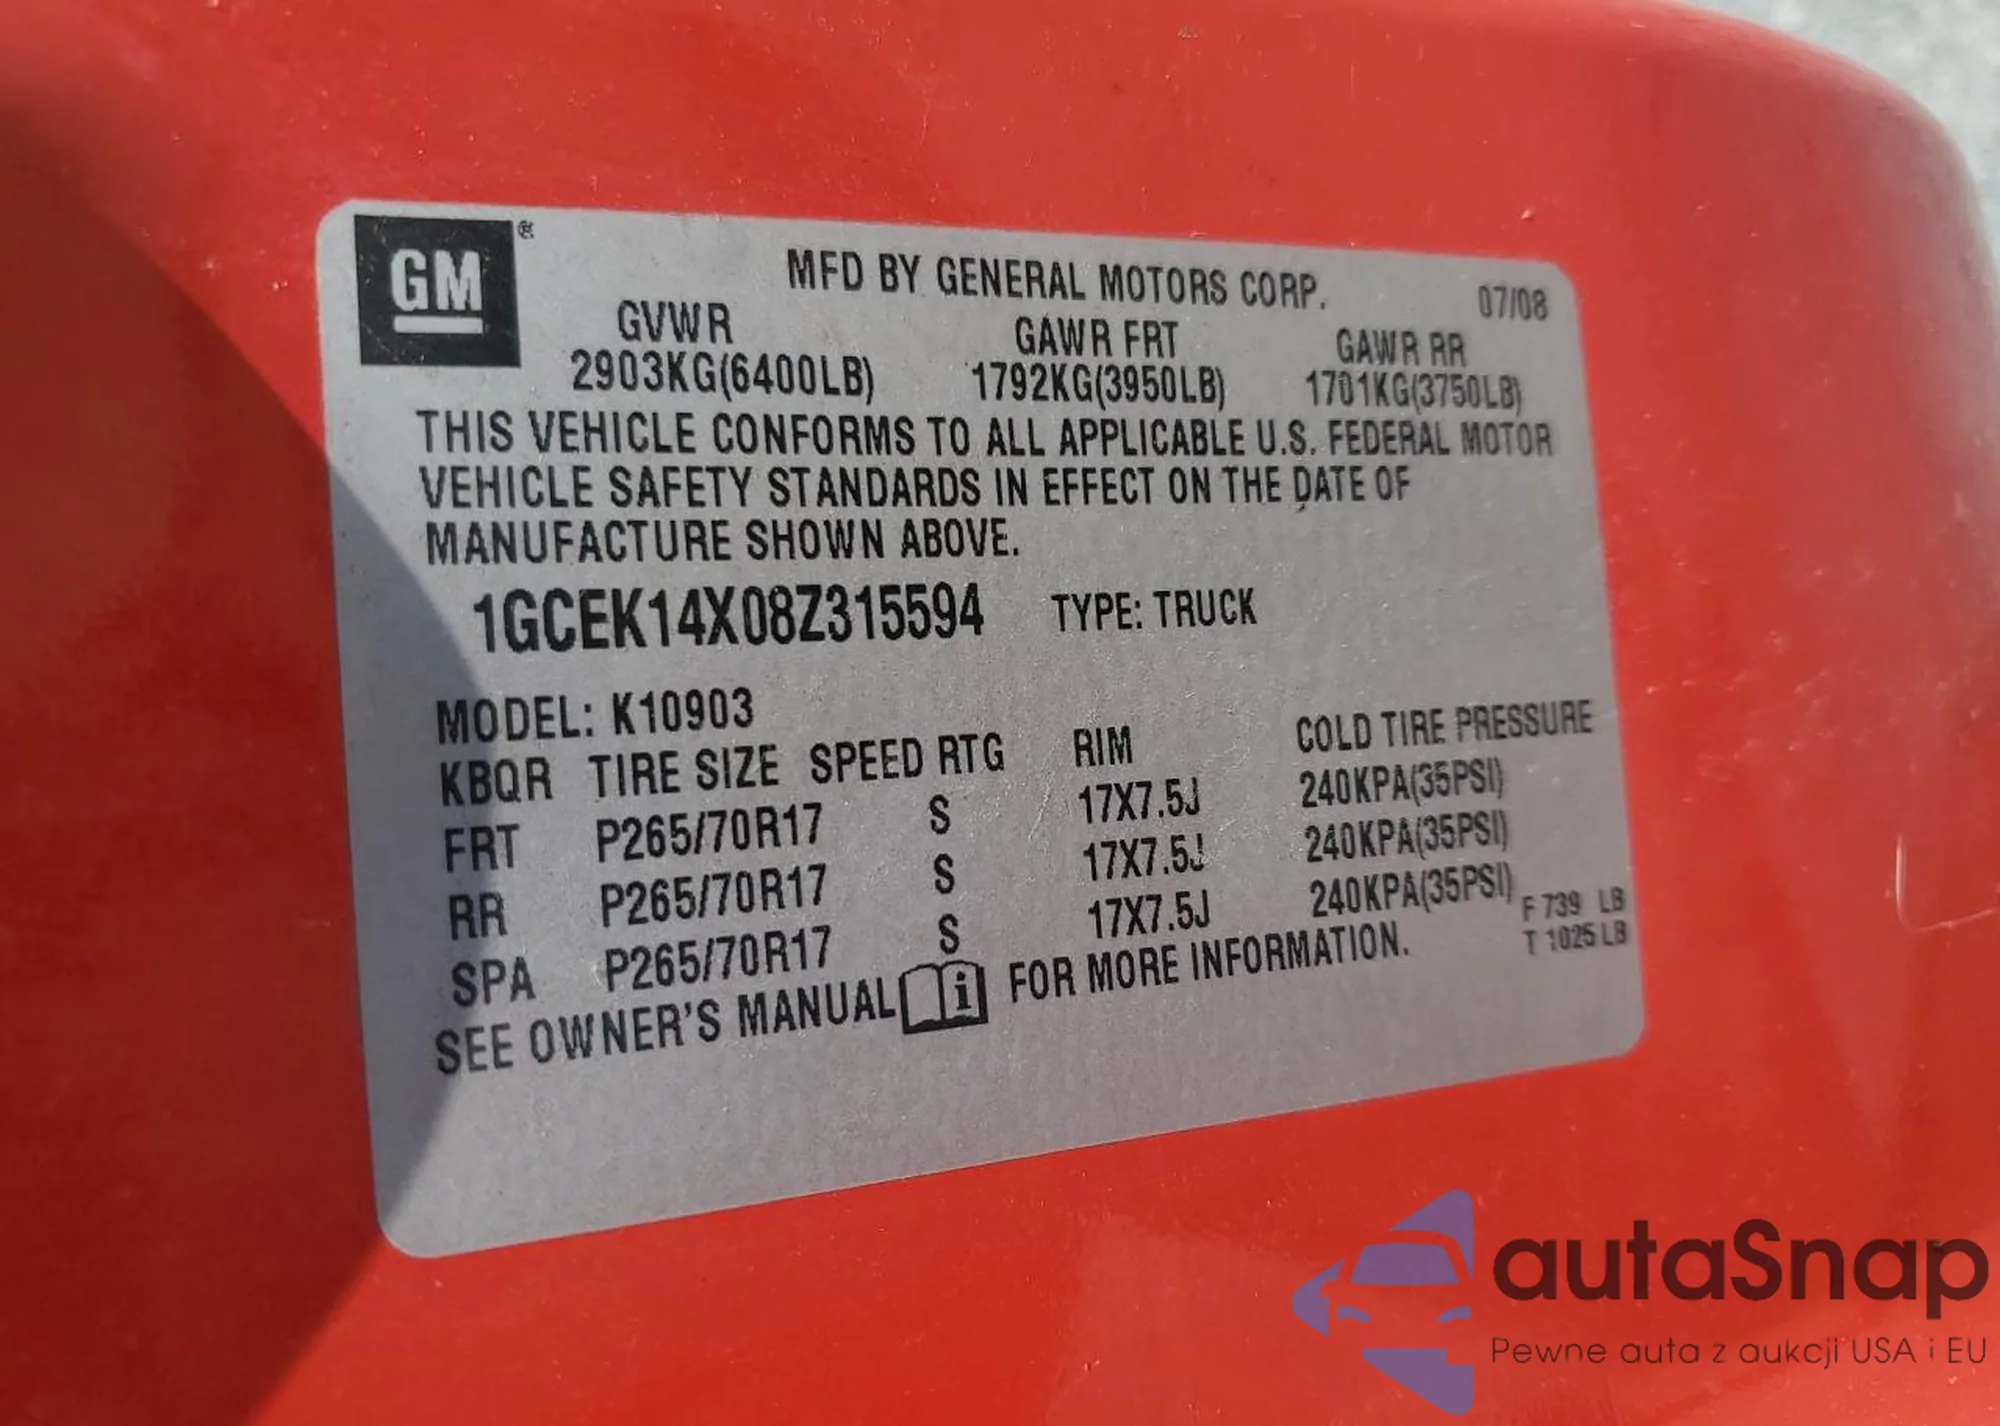 GM®
MFD BY GENERAL MOTORS CORP. 07/08
GVWR GAWR FRT GAWR RR
2903KG(6400LB) 1792KG(3950LB) 1701KG(3750LB)
THIS VEHICLE CONFORMS TO ALL APPLICABLE U.S. FEDERAL MOTOR
VEHICLE SAFETY STANDARDS IN EFFECT ON THE DATE OF
MANUFACTURE SHOWN ABOVE.
1GCEK14X08Z315594 TYPE: TRUCK
MODEL: K10903
KBQR TIRE SIZE SPEED RTG RIM COLD TIRE PRESSURE
FRT P265/70R17 S 17X7.5J 240KPA(35PSI)
RR P265/70R17 S 17X7.5J 240KPA(35PSI)
SPA P265/70R17 S 17X7.5J 240KPA(35PSI)
F 739 LB
T 1025 LB
SEE OWNER'S MANUAL i FOR MORE INFORMATION.
autaSnap
Pewne auta z aukcji USA i EU